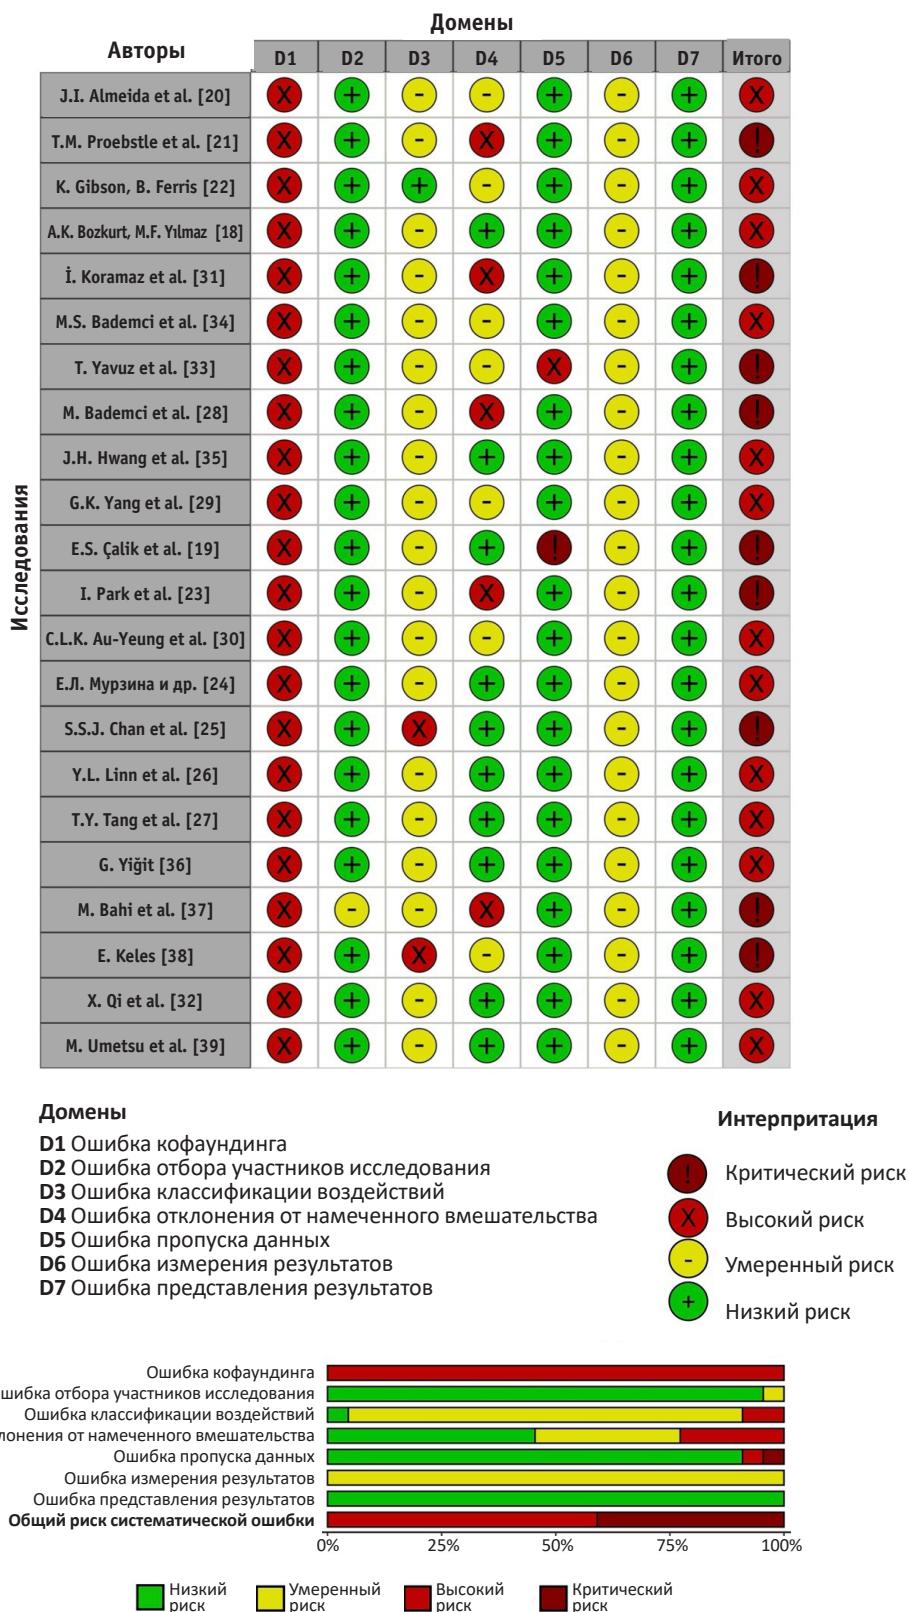 Домены
Авторы D1 D2 D3 D4 D5 D6 D7 Итого
J.I. Almeida et al. [20] X + - - + - + X
T.M. Proebstle et al. [21] X + - X + - + !
K. Gibson, B. Ferris [22] X + + - + - + X
A.K. Bozkurt, M.F. Yılmaz [18] X + - + + - + X
İ. Koramaz et al. [31] X + - X + - + !
M.S. Bademci et al. [34] X + - - + - + X
T. Yavuz et al. [33] X + - - X - + !
M. Bademci et al. [28] X + - X + - + !
J.H. Hwang et al. [35] X + - + + - + X
G.K. Yang et al. [29] X + - - + - + X
E.S. Çalik et al. [19] X + - + ! - + !
I. Park et al. [23] X + - X + - + !
C.L.K. Au-Yeung et al. [30] X + - - + - + X
Е.Л. Мурзина и др. [24] X + - + + - + X
S.S.J. Chan et al. [25] X + X + + - + !
Y.L. Linn et al. [26] X + - + + - + X
T.Y. Tang et al. [27] X + - + + - + X
G. Yiğit [36] X + - + + - + X
M. Bahi et al. [37] X - - X + - + !
E. Keles [38] X + X - + - + !
X. Qi et al. [32] X + - + + - + X
M. Umetsu et al. [39] X + - + + - + X
Исследования
Домены
D1 Ошибка кофаундинга
D2 Ошибка отбора участников исследования
D3 Ошибка классификации воздействий
D4 Ошибка отклонения от намеченного вмешательства
D5 Ошибка пропуска данных
D6 Ошибка измерения результатов
D7 Ошибка представления результатов
Интерпритация
! Критический риск
X Высокий риск
- Умеренный риск
+ Низкий риск
Ошибка кофаундинга
шибка отбора участников исследования
Ошибка классификации воздействий
лонения от намеченного вмешательства
Ошибка пропуска данных
Ошибка измерения результатов
Ошибка представления результатов
Общий риск систематической ошибки
0% 25% 50% 75% 100%
Низкий риск
Умеренный риск
Высокий риск
Критический риск